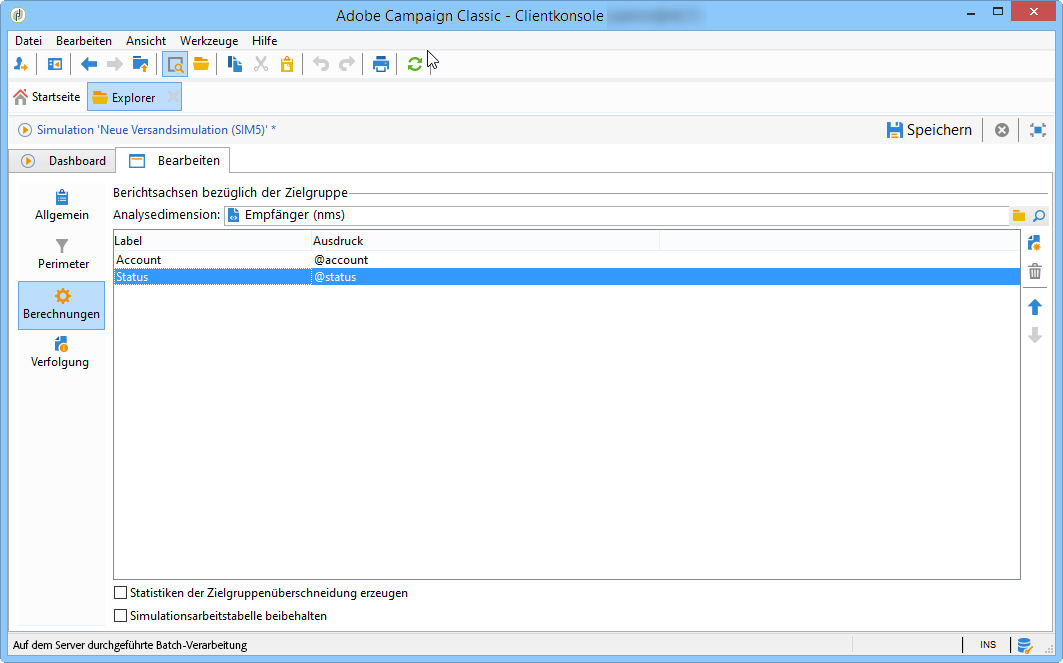 Adobe Campaign Classic - Clientkonsole
Datei Bearbeiten Ansicht Werkzeuge Hilfe
Startseite Explorer
Simulation 'Neue Versandsimulation (SIM5)' * Speichern
Dashboard Bearbeiten
Allgemein
Perimeter
Berechnungen
Verfolgung
Berichtsachsen bezüglich der Zielgruppe
Analysedimension: Empfänger (nms)
Label Ausdruck
Account @account
Status @status
Statistiken der Zielgruppenüberschneidung erzeugen
Simulationsarbeitstabelle beibehalten
Auf dem Server durchgeführte Batch-Verarbeitung INS